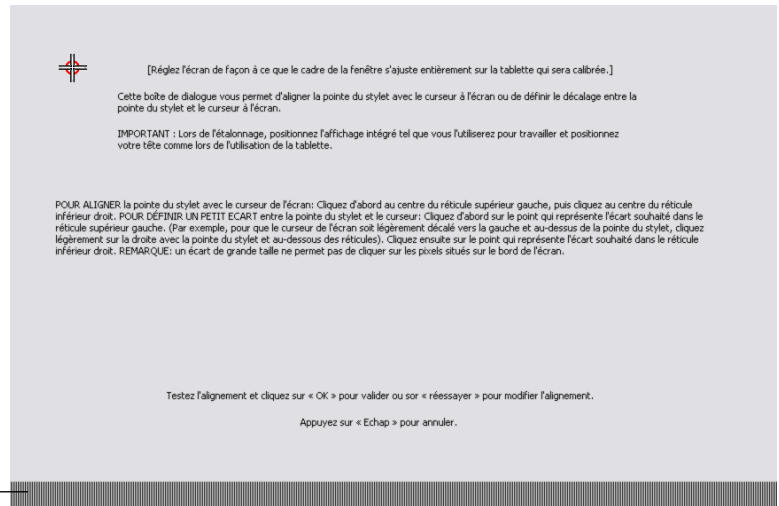 [Réglez l'écran de façon à ce que le cadre de la fenêtre s'ajuste entièrement sur la tablette qui sera calibrée.]
Cette boîte de dialogue vous permet d'aligner la pointe du stylet avec le curseur à l'écran ou de définir le décalage entre la
pointe du stylet et le curseur à l'écran.
IMPORTANT : Lors de l'étalonnage, positionnez l'affichage intégré tel que vous l'utiliserez pour travailler et positionnez
votre tête comme lors de l'utilisation de la tablette.
POUR ALIGNER la pointe du stylet avec le curseur de l'écran: Cliquez d'abord au centre du réticule supérieur gauche, puis cliquez au centre du réticule
inférieur droit. POUR DÉFINIR UN PETIT ECART entre la pointe du stylet et le curseur: Cliquez d'abord sur le point qui représente l'écart souhaité dans le
réticule supérieur gauche. (Par exemple, pour que le curseur de l'écran soit légèrement décalé vers la gauche et au-dessus de la pointe du stylet, cliquez
légèrement sur la droite avec la pointe du stylet et au-dessous des réticules). Cliquez ensuite sur le point qui représente l'écart souhaité dans le réticule
inférieur droit. REMARQUE: un écart de grande taille ne permet pas de cliquer sur les pixels situés sur le bord de l'écran.
Testez l'alignement et cliquez sur « OK » pour valider ou sor « réessayer » pour modifier l'alignement.
Appuyez sur « Echap » pour annuler.